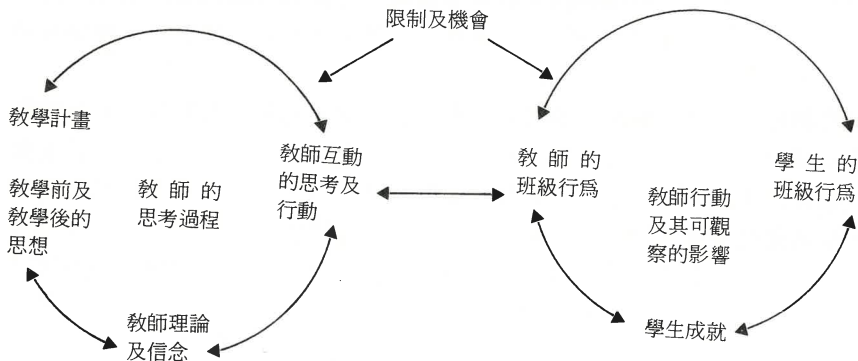 限制及機會
教學計畫
教學前及
教學後的
思想
教師的
思考過程
教師互動
的思考及
行動
教師理論
及信念
教師的
班級行爲
教師行動
及其可觀
察的影響
學生的
班級行爲
學生成就